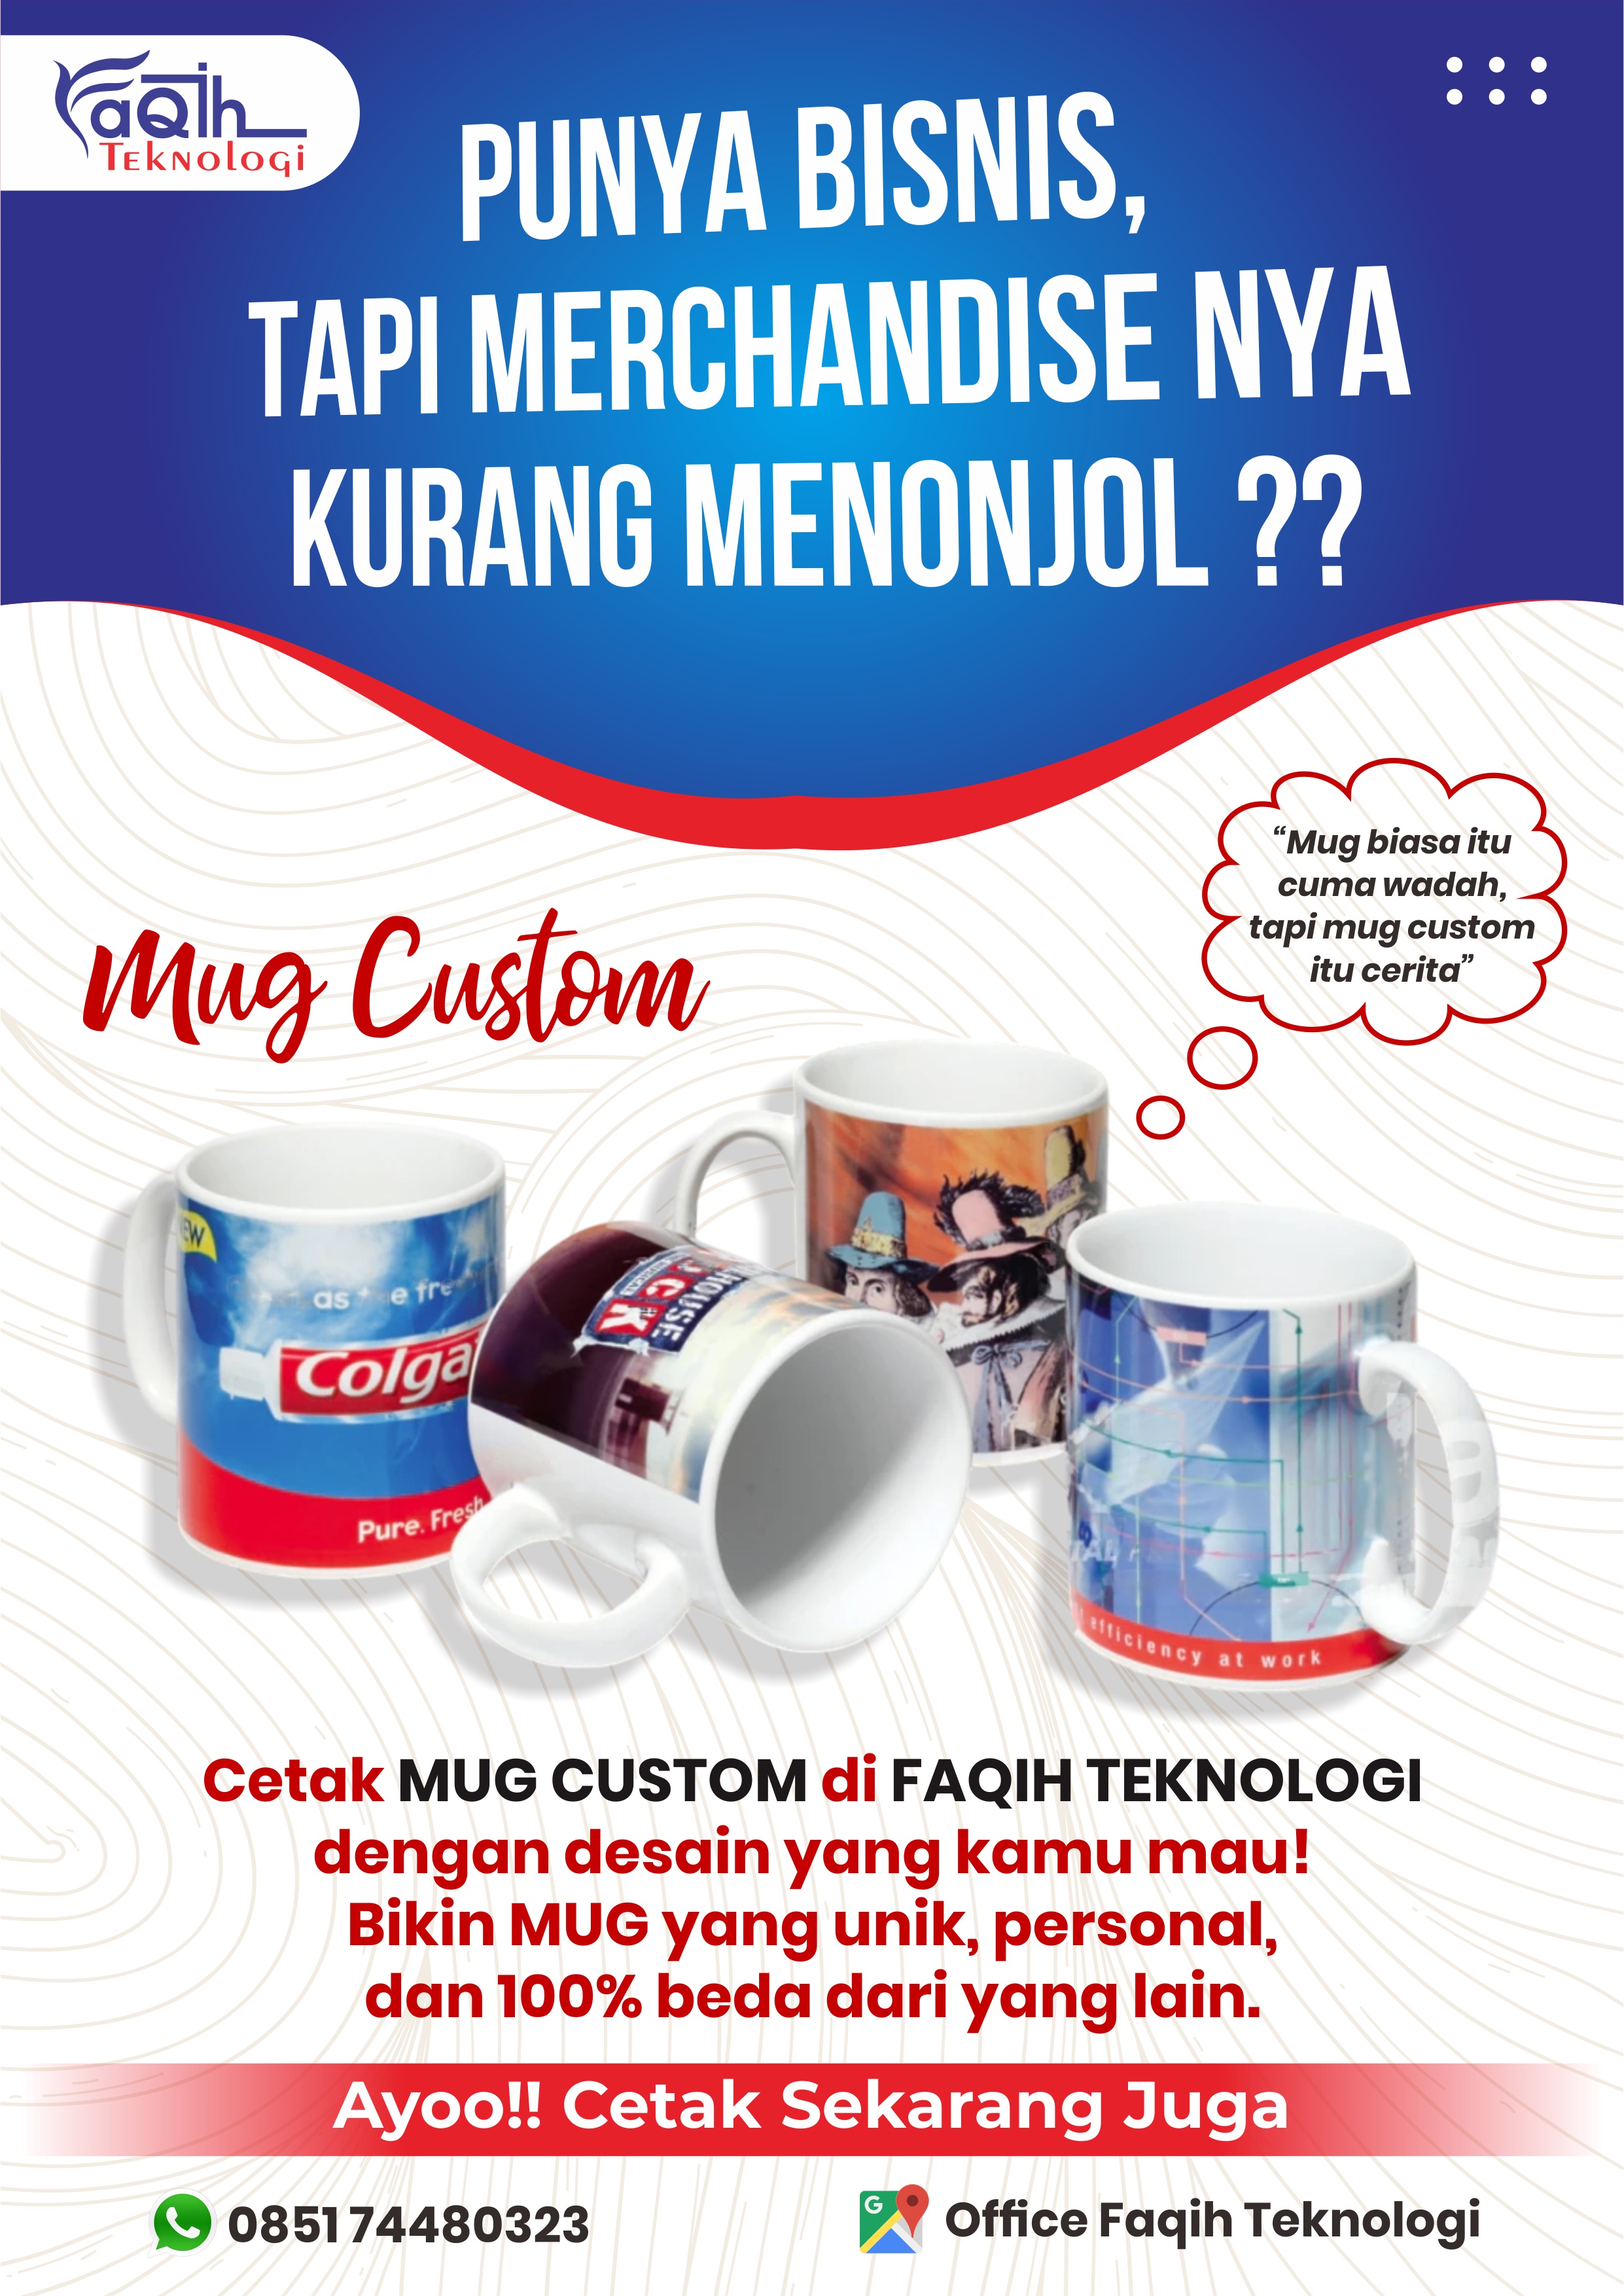 Faqih
Teknologi
PUNYA BISNIS,
TAPI MERCHANDISE NYA
KURANG MENONJOL ??
“Mug biasa itu
cuma wadah,
tapi mug custom
itu cerita”
Mug Custom
as the fre
Colga
Pure. Fresh
efficiency at work
Cetak MUG CUSTOM di FAQIH TEKNOLOGI
dengan desain yang kamu mau!
Bikin MUG yang unik, personal,
dan 100% beda dari yang lain.
Ayoo!! Cetak Sekarang Juga
0851 74480323
Office Faqih Teknologi